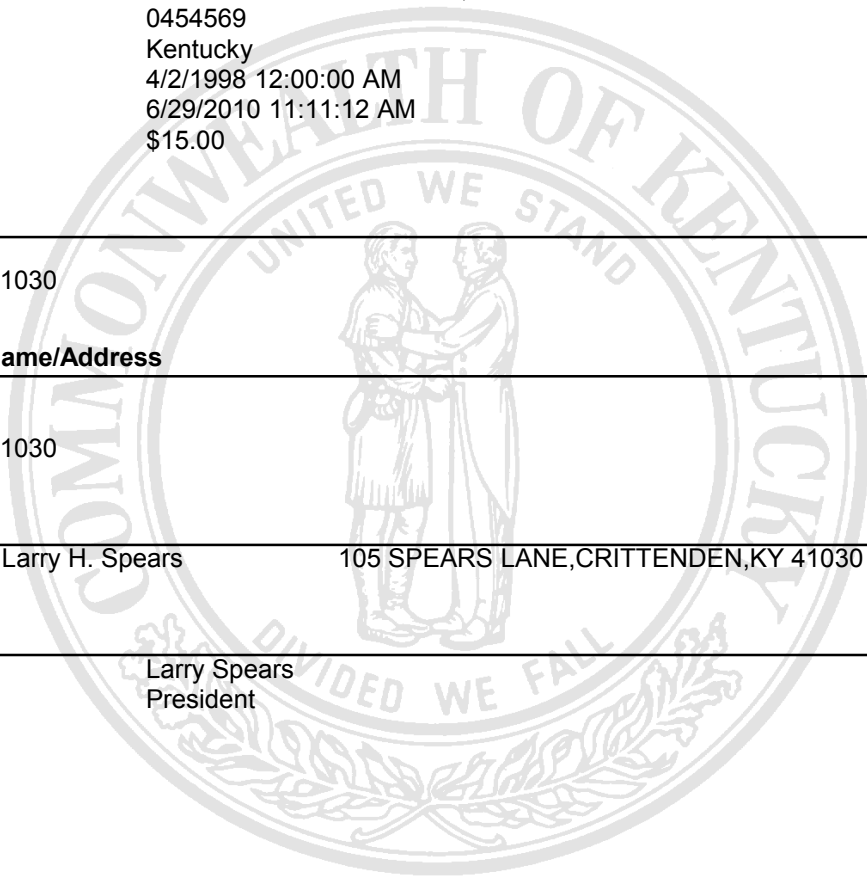 0454569
Kentucky
4/2/1998 12:00:00 AM
6/29/2010 11:11:12 AM
$15.00
1030
ame/Address
1030
Larry H. Spears 105 SPEARS LANE,CRITTENDEN,KY 41030
Larry Spears
President
COMMONWEALTH OF KENTUCKY
UNITED WE STAND
DIVIDED WE FALL